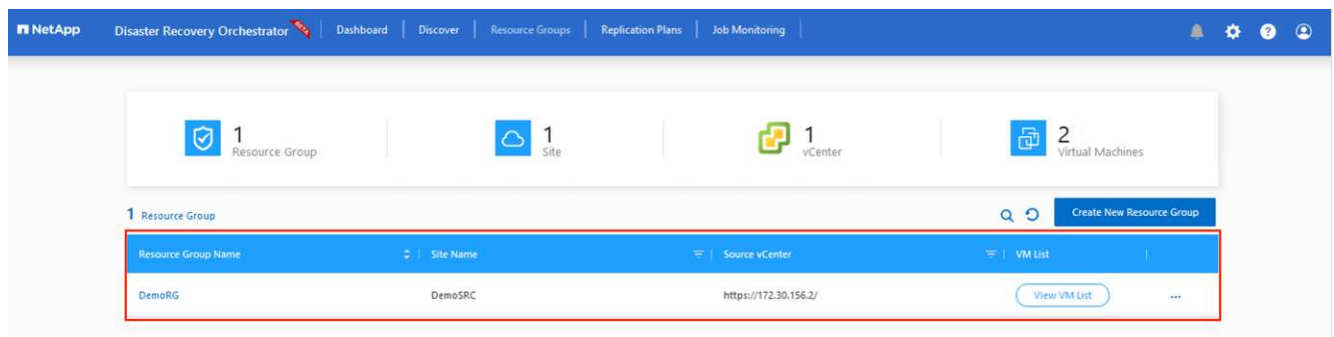 NetApp Disaster Recovery Orchestrator Dashboard Discover Resource Groups Replication Plans Job Monitoring
1 Resource Group
1 Site
1 vCenter
2 Virtual Machines
1 Resource Group Create New Resource Group
Resource Group Name Site Name Source vCenter VM List
DemoRG DemoSRC https://172.30.156.2/ View VM List ...